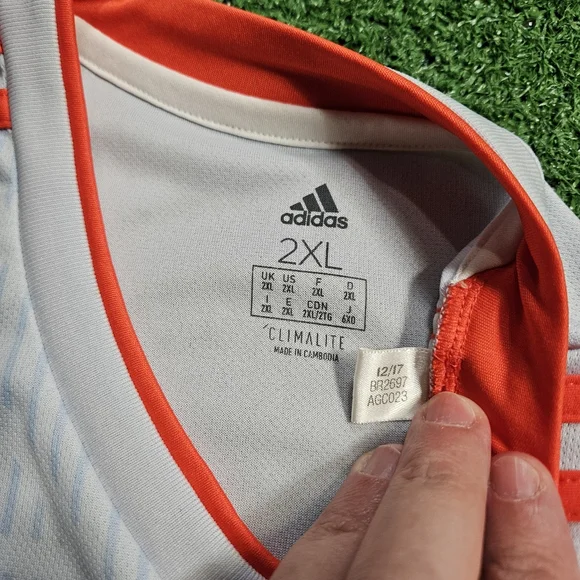 adidas
2XL
UK US F D
2XL 2XL 2XL 2XL
I E CDN J
2XL 2XL 2XL/2TG 6XO
CLIMALITE
MADE IN CAMBODIA
12/17
BR2697
AGC023